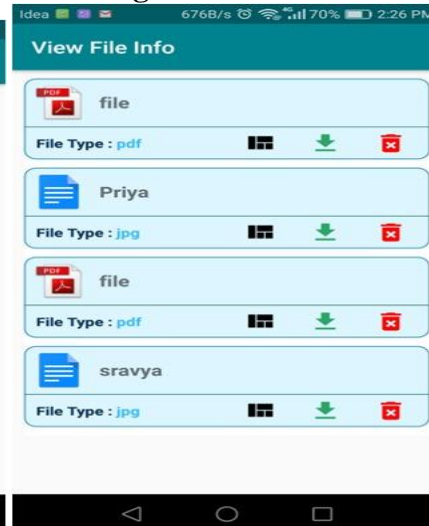 Idea 676B/s 4G 70% 2:26 PM
View File Info
PDF
file
File Type : pdf
Priya
File Type : jpg
PDF
file
File Type : pdf
sravya
File Type : jpg